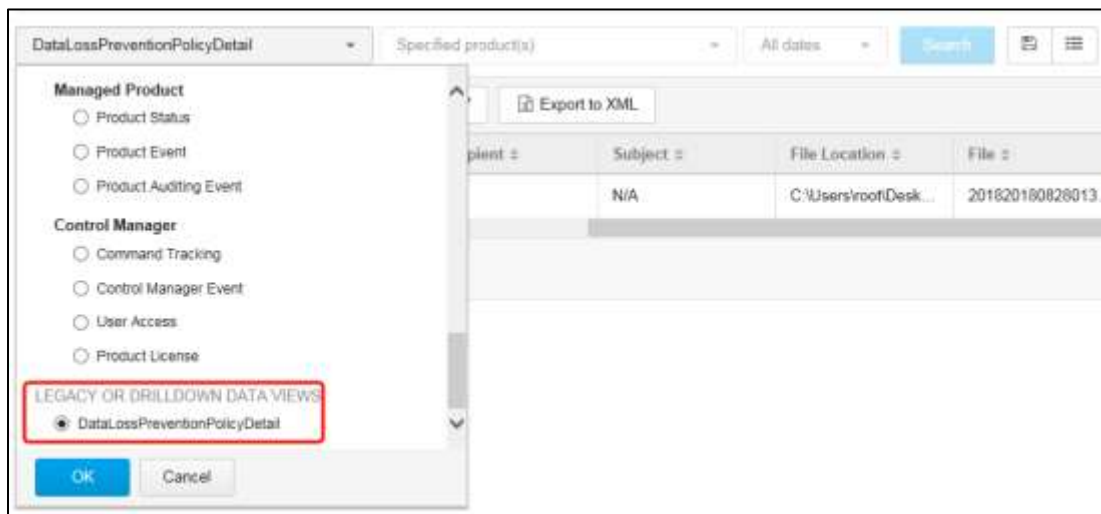 DataLossPreventionPolicyDetail Specified product(s) All dates Search
Managed Product
Product Status
Export to XML
Product Event
pient Subject File Location File
Product Auditing Event
N/A C:\Users\root\Desk... 201820180828013.
Control Manager
Command Tracking
Control Manager Event
User Access
Product License
LEGACY OR DRILLDOWN DATA VIEWS
DataLossPreventionPolicyDetail
OK Cancel